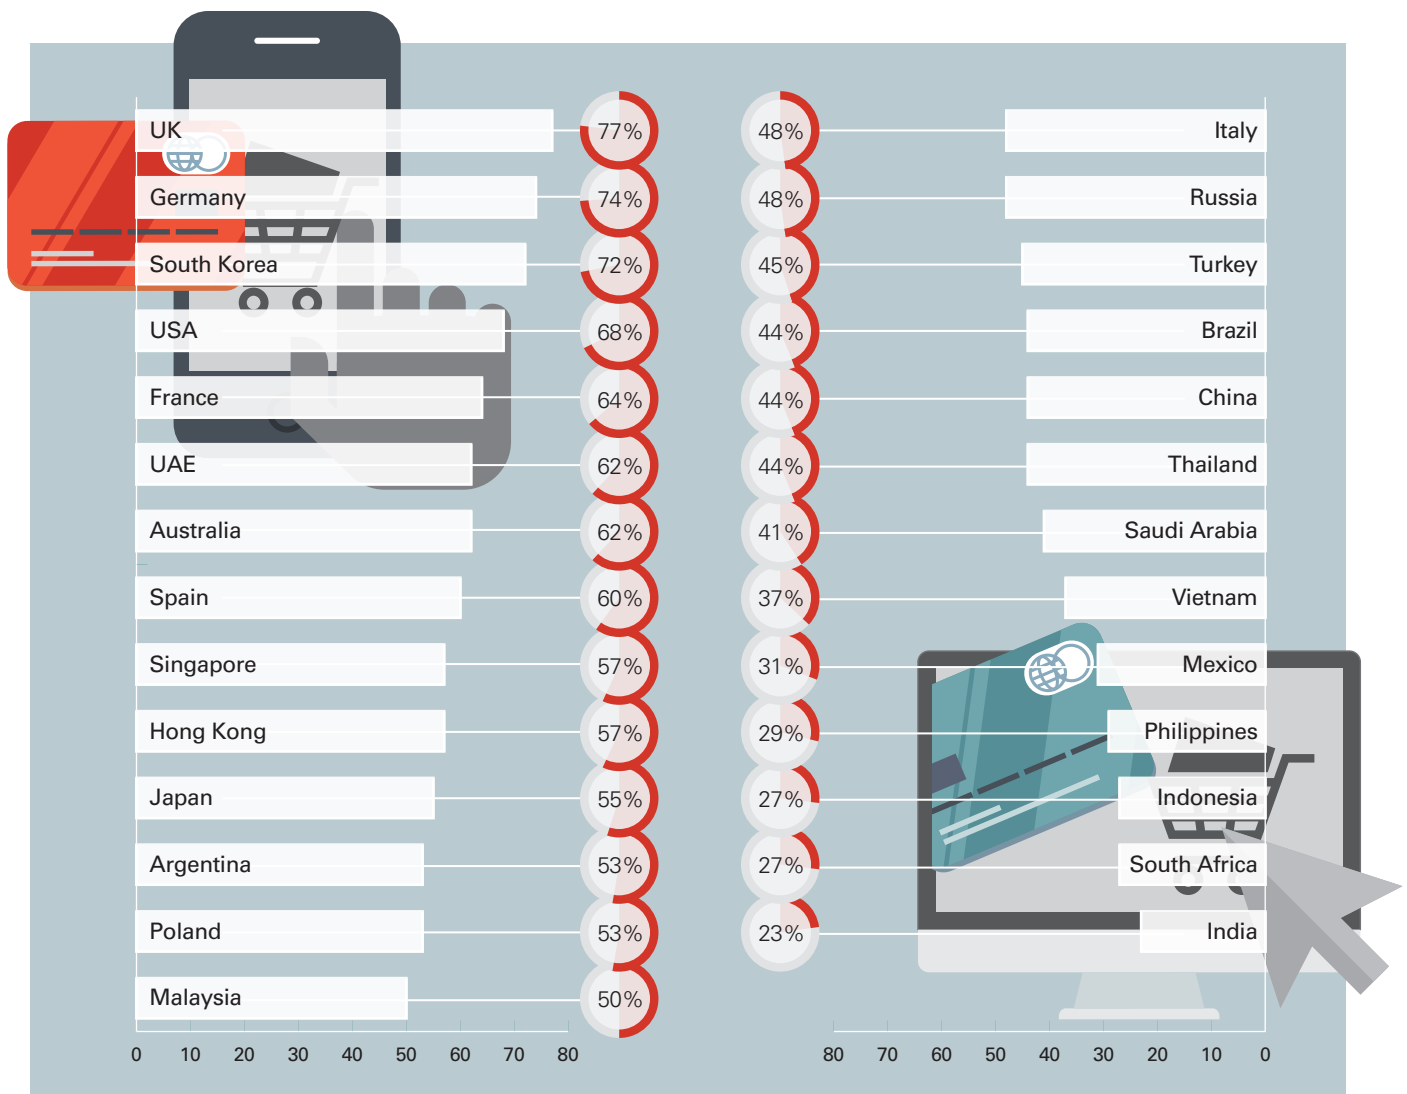 UK 77%
Germany 74%
South Korea 72%
USA 68%
France 64%
UAE 62%
Australia 62%
Spain 60%
Singapore 57%
Hong Kong 57%
Japan 55%
Argentina 53%
Poland 53%
Malaysia 50%
0 10 20 30 40 50 60 70 80
48% Italy
48% Russia
45% Turkey
44% Brazil
44% China
44% Thailand
41% Saudi Arabia
37% Vietnam
31% Mexico
29% Philippines
27% Indonesia
27% South Africa
23% India
80 70 60 50 40 30 20 10 0